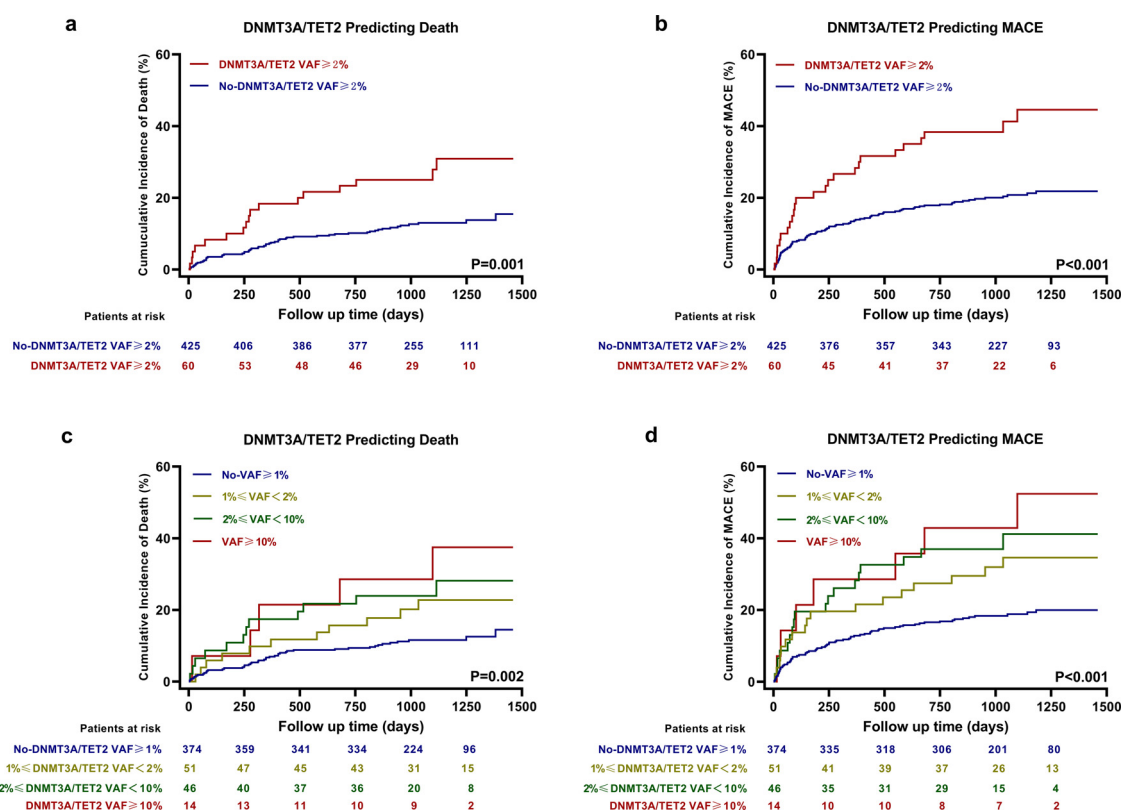 a
DNMT3A/TET2 Predicting Death
60
40
20
0
Cumuculative Incidence of Death (%)
DNMT3A/TET2 VAF≥2%
No-DNMT3A/TET2 VAF≥2%
P=0.001
0 250 500 750 1000 1250 1500
Patients at risk
Follow up time (days)
No-DNMT3A/TET2 VAF≥2% 425 406 386 377 255 111
DNMT3A/TET2 VAF≥2% 60 53 48 46 29 10
b
DNMT3A/TET2 Predicting MACE
60
40
20
0
Cumulative Incidence of MACE (%)
DNMT3A/TET2 VAF≥2%
No-DNMT3A/TET2 VAF≥2%
P<0.001
0 250 500 750 1000 1250 1500
Patients at risk
Follow up time (days)
No-DNMT3A/TET2 VAF≥2% 425 376 357 343 227 93
DNMT3A/TET2 VAF≥2% 60 45 41 37 22 6
c
DNMT3A/TET2 Predicting Death
60
40
20
0
Cumulative Incidence of Death (%)
No-VAF≥1%
1%≤VAF<2%
2%≤VAF<10%
VAF≥10%
P=0.002
0 250 500 750 1000 1250 1500
Patients at risk
Follow up time (days)
No-DNMT3A/TET2 VAF≥1% 374 359 341 334 224 96
1%≤DNMT3A/TET2 VAF<2% 51 47 45 43 31 15
2%≤DNMT3A/TET2 VAF<10% 46 40 37 36 20 8
DNMT3A/TET2 VAF≥10% 14 13 11 10 9 2
d
DNMT3A/TET2 Predicting MACE
60
40
20
0
Cumulative Incidence of MACE (%)
No-VAF≥1%
1%≤VAF<2%
2%≤VAF<10%
VAF≥10%
P<0.001
0 250 500 750 1000 1250 1500
Patients at risk
Follow up time (days)
No-DNMT3A/TET2 VAF≥1% 374 335 318 306 201 80
1%≤DNMT3A/TET2 VAF<2% 51 41 39 37 26 13
2%≤DNMT3A/TET2 VAF<10% 46 35 31 29 15 4
DNMT3A/TET2 VAF≥10% 14 10 10 8 7 2